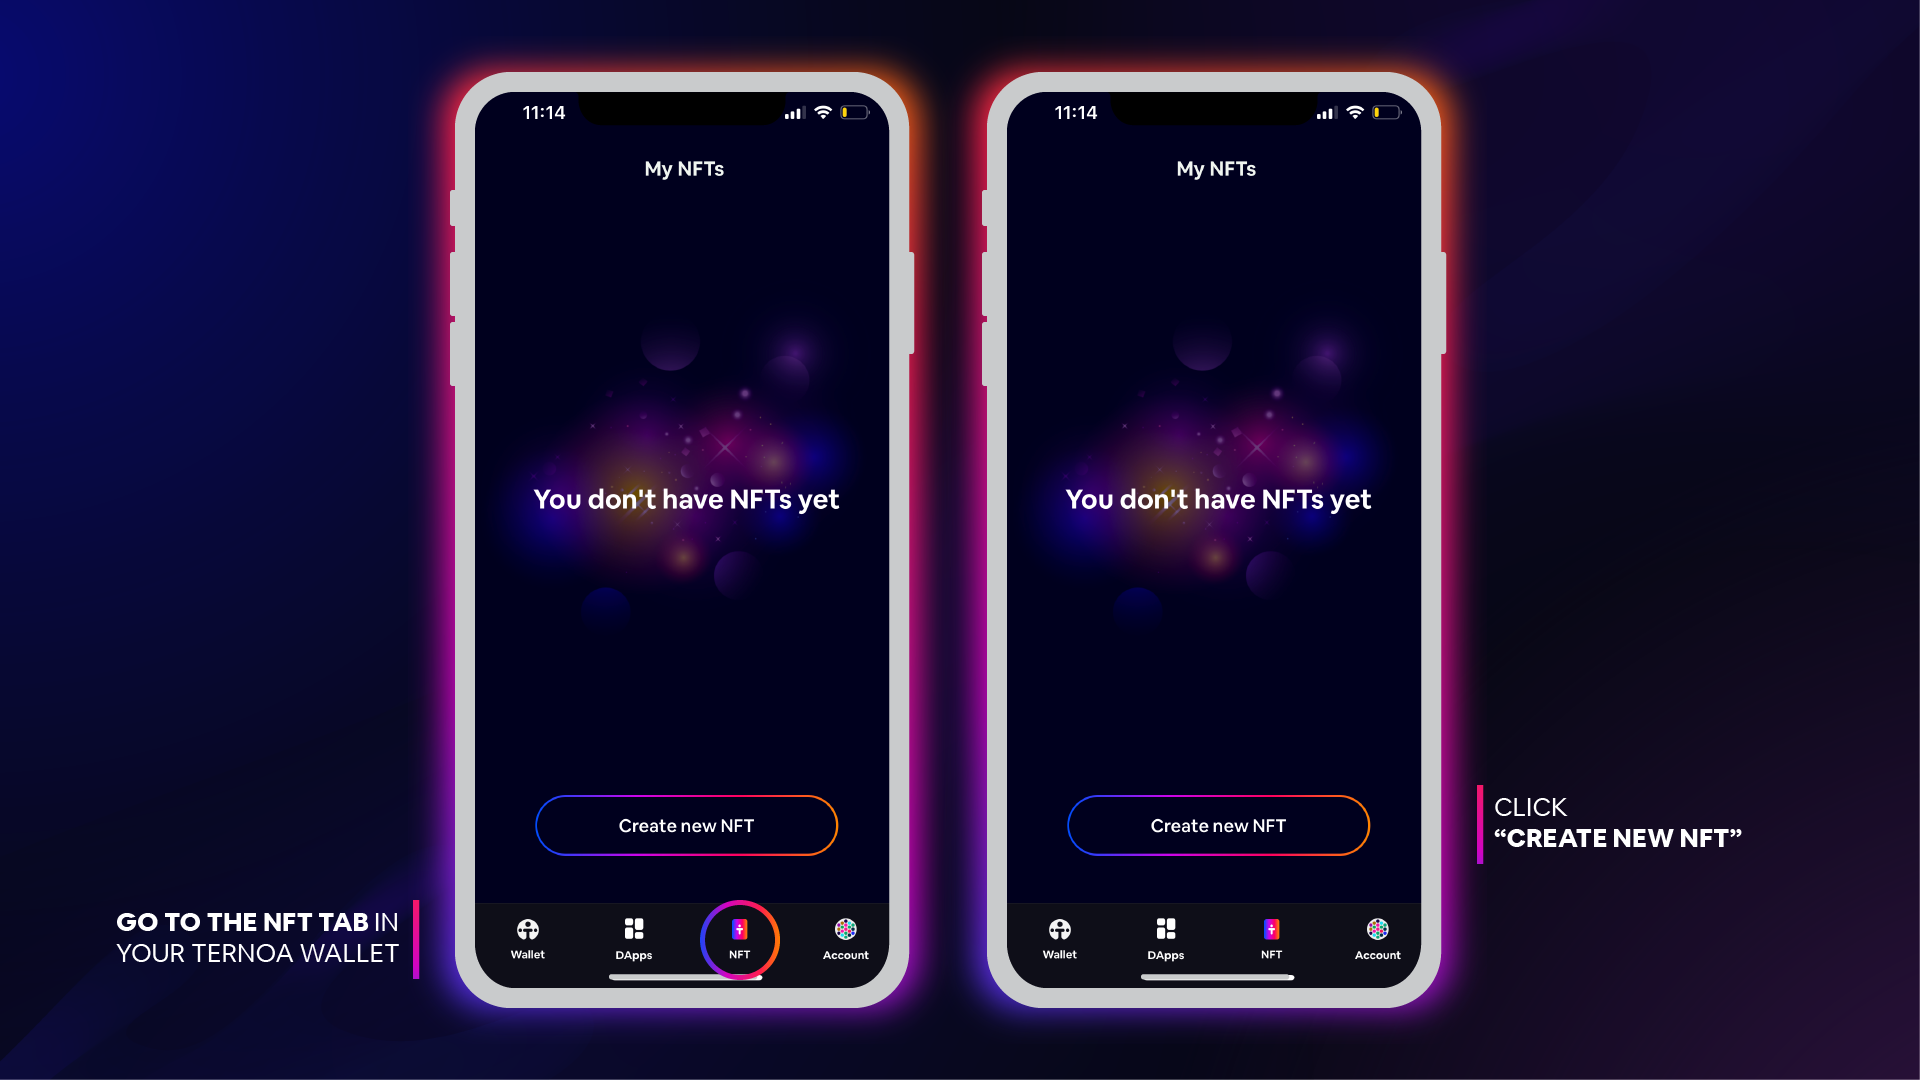 11:14
My NFTs
You don't have NFTs yet
Create new NFT
Wallet
DApps
NFT
Account
GO TO THE NFT TAB IN
YOUR TERNOA WALLET
11:14
My NFTs
You don't have NFTs yet
Create new NFT
Wallet
DApps
NFT
Account
CLICK
“CREATE NEW NFT”